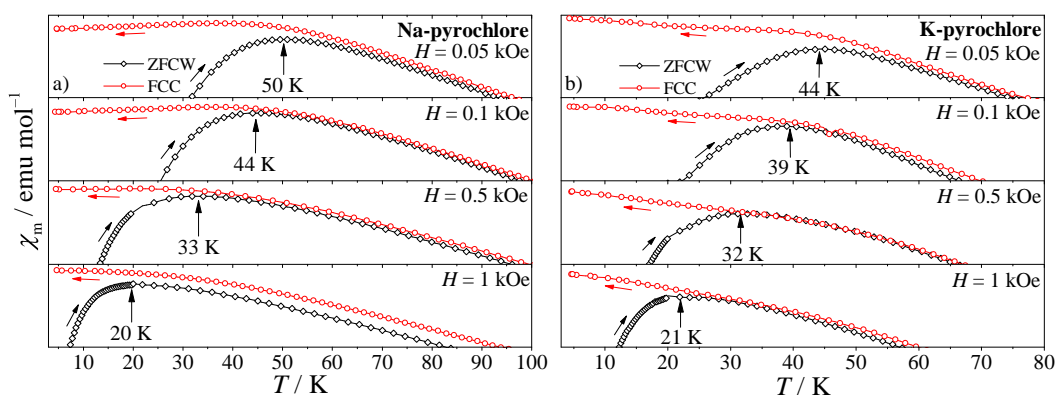 Na-pyrochlore
H = 0.05 kOe
a)
ZFCW
FCC
50 K
H = 0.1 kOe
44 K
H = 0.5 kOe
33 K
H = 1 kOe
20 K
10 20 30 40 50 60 70 80 90 100
T / K
χm / emu mol⁻¹
K-pyrochlore
H = 0.05 kOe
b)
ZFCW
FCC
44 K
H = 0.1 kOe
39 K
H = 0.5 kOe
32 K
H = 1 kOe
21 K
10 20 30 40 50 60 70 80
T / K